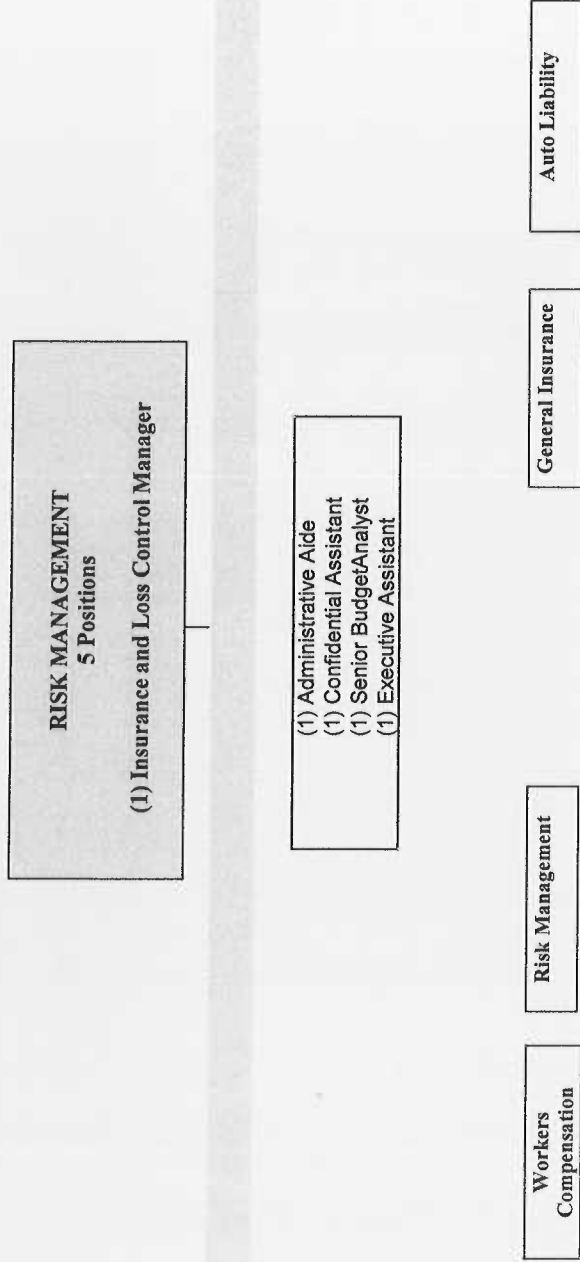 RISK MANAGEMENT
5 Positions
(1) Insurance and Loss Control Manager
(1) Administrative Aide
(1) Confidential Assistant
(1) Senior BudgetAnalyst
(1) Executive Assistant
Workers
Compensation
Risk Management
General Insurance
Auto Liability